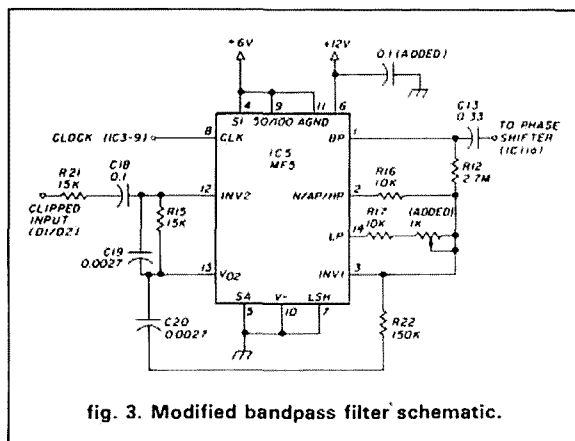 +6V
+12V
0.1 (ADDED)
4 9 11 6
S1 50/100 AGND
C13
0.33
CLOCK (IC3-9)
8
CLK
BP
1
TO PHASE
SHIFTER
(IC11a)
IC5
MF5
R12
2.7M
R21
15K
C18
0.1
CLIPPED
INPUT
(D1/D2)
12
INV2
R15
15K
N/AP/HP
2
R16
10K
LP
14
R17
10K
(ADDED)
1K
C19
0.0027
13
VO2
INV1
3
SA V- LSH
5 10 7
C20
0.0027
R22
150K
fig. 3. Modified bandpass filter schematic.